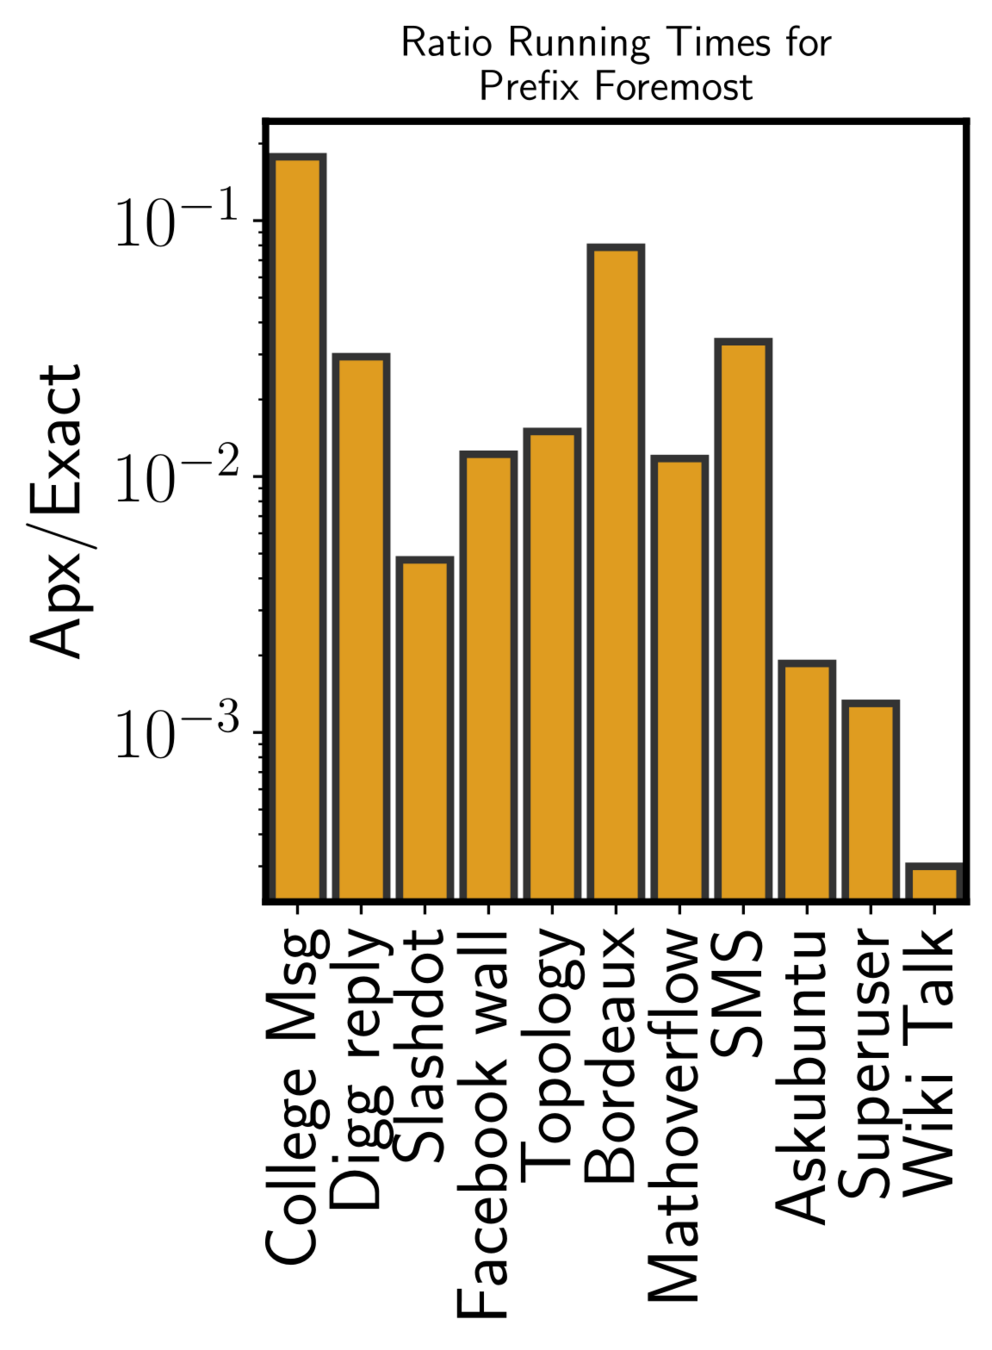 Ratio Running Times for
Prefix Foremost
Apx/Exact
10⁻¹
10⁻²
10⁻³
College Msg
Digg reply
Slashdot
Facebook wall
Topology
Bordeaux
Mathoverflow
SMS
Askubuntu
Superuser
Wiki Talk